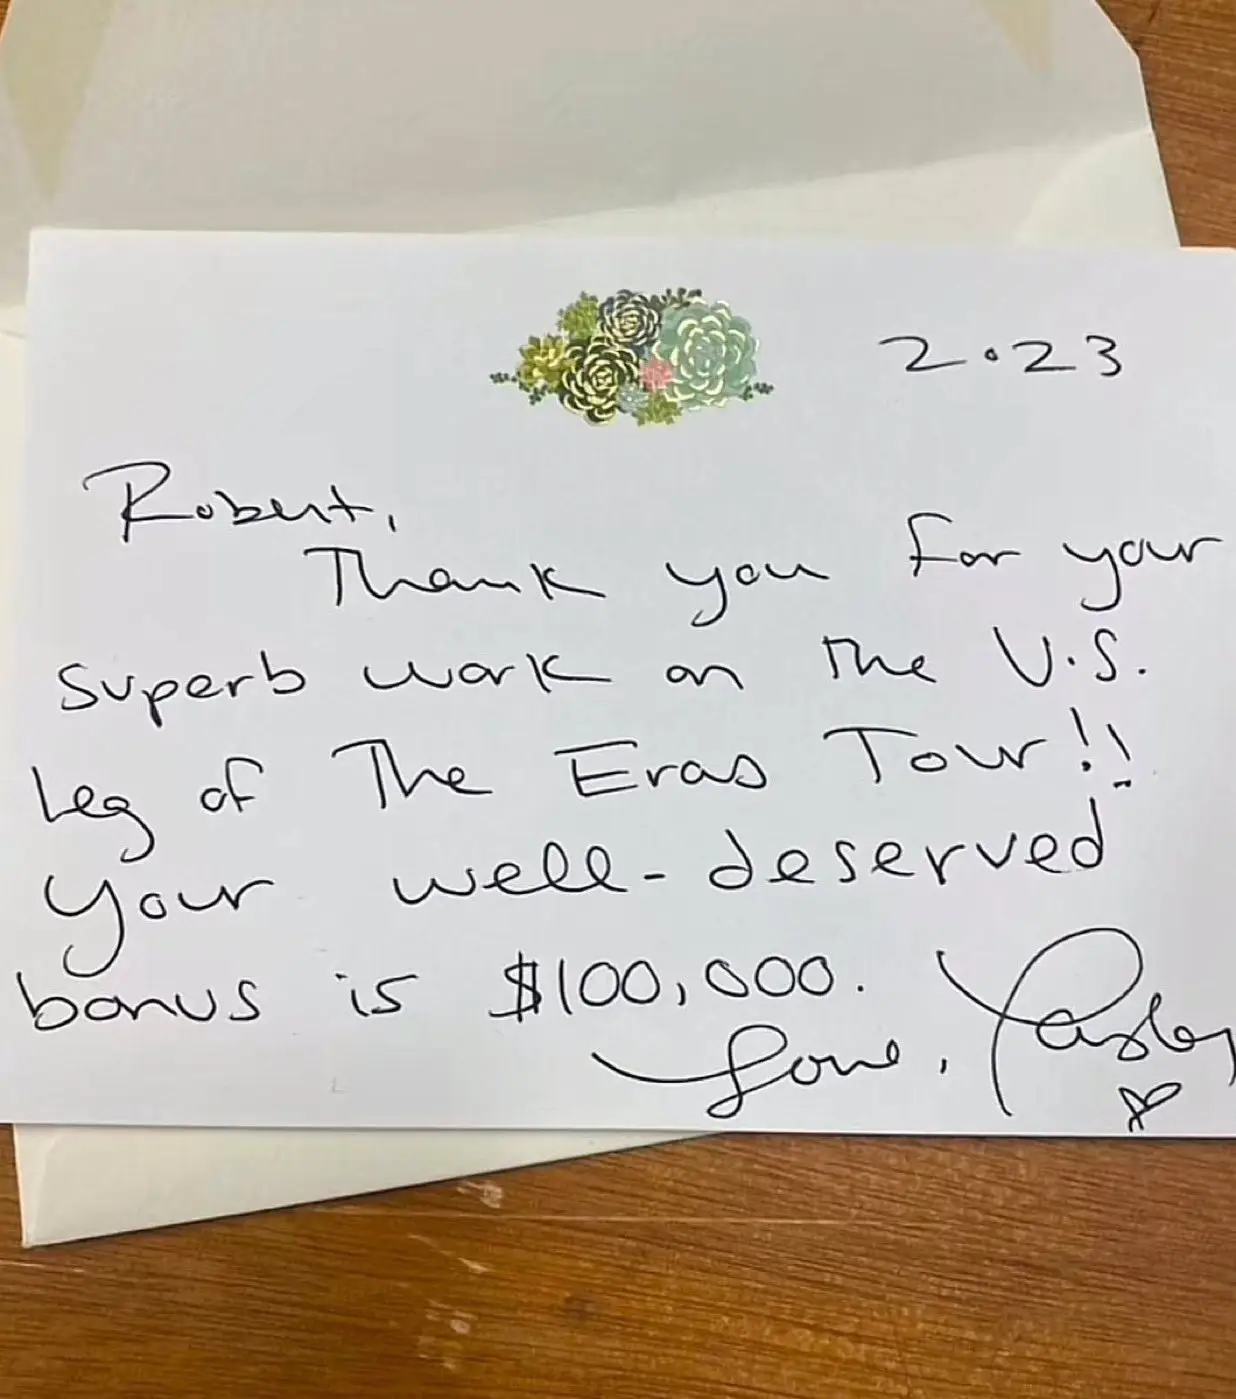 2.23
Robert,
Thank you for your
superb work on the U.S.
leg of The Eras Tour!!
Your well-deserved
bonus is $100,000.
Love, Taylor